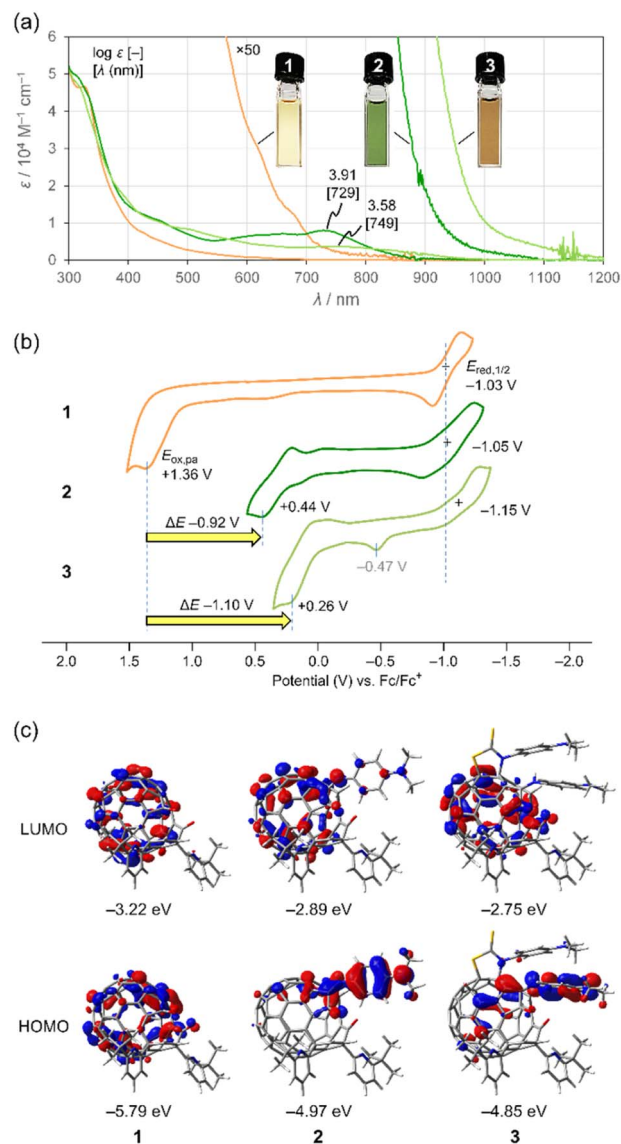 (a)
6
5
4
3
2
1
0
ε / 10⁴ M⁻¹ cm⁻¹
log ε [–]
[λ (nm)]
×50
1
2
3
3.91
[729]
3.58
[749]
300 400 500 600 700 800 900 1000 1100 1200
λ / nm
(b)
1
E_red,1/2
−1.03 V
E_ox,pa
+1.36 V
2
−1.05 V
ΔE −0.92 V
+0.44 V
−1.15 V
3
−0.47 V
ΔE −1.10 V
+0.26 V
2.0 1.5 1.0 0.5 0.0 −0.5 −1.0 −1.5 −2.0
Potential (V) vs. Fc/Fc⁺
(c)
LUMO
−3.22 eV −2.89 eV −2.75 eV
HOMO
−5.79 eV −4.97 eV −4.85 eV
1 2 3